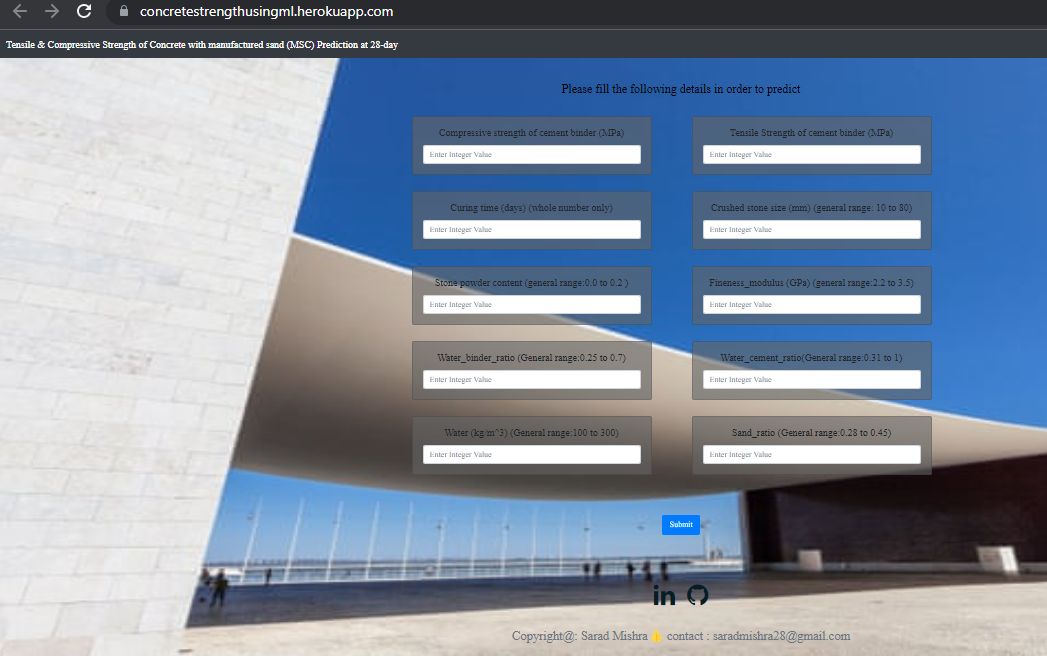 concretestrengthusingml.herokuapp.com
Tensile & Compressive Strength of Concrete with manufactured sand (MSC) Prediction at 28-day
Please fill the following details in order to predict
Compressive strength of cement binder (MPa)
Enter Integer Value
Tensile Strength of cement binder (MPa)
Enter Integer Value
Curing time (days) (whole number only)
Enter Integer Value
Crushed stone size (mm) (general range: 10 to 80)
Enter Integer Value
Stone powder content (general range:0.0 to 0.2 )
Enter Integer Value
Fineness_modulus (GPa) (general range:2.2 to 3.5)
Enter Integer Value
Water_binder_ratio (General range:0.25 to 0.7)
Enter Integer Value
Water_cement_ratio(General range:0.31 to 1)
Enter Integer Value
Water (kg/m^3) (General range:100 to 300)
Enter Integer Value
Sand_ratio (General range:0.28 to 0.45)
Enter Integer Value
Submit
in
Copyright@: Sarad Mishra 👍 contact : saradmishra28@gmail.com